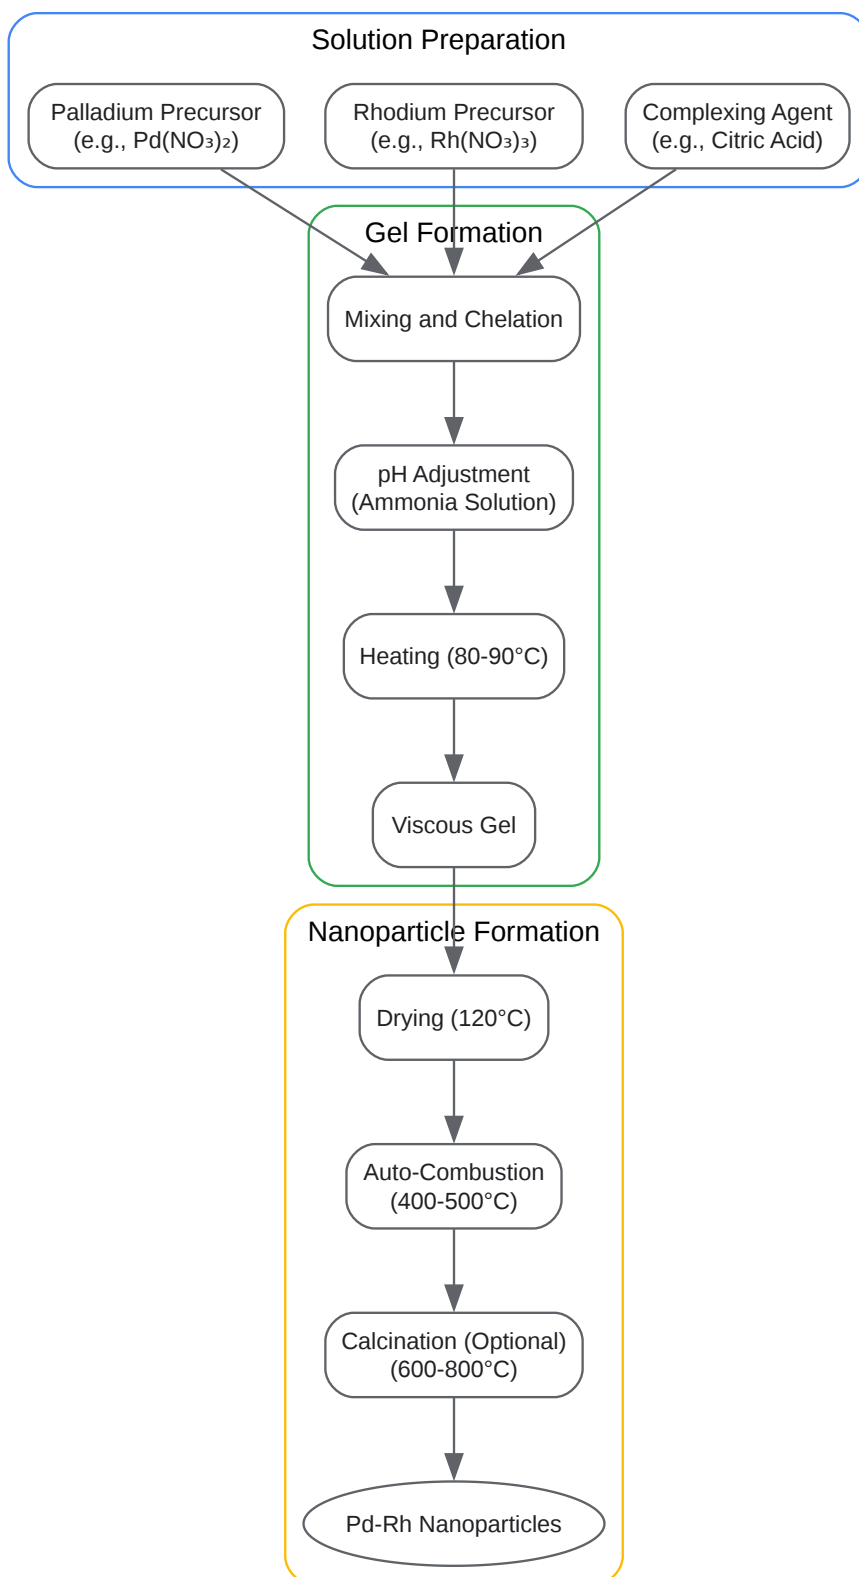 Solution Preparation
Palladium Precursor
(e.g., Pd(NO₃)₂)
Rhodium Precursor
(e.g., Rh(NO₃)₃)
Complexing Agent
(e.g., Citric Acid)
Gel Formation
Mixing and Chelation
pH Adjustment
(Ammonia Solution)
Heating (80-90°C)
Viscous Gel
Nanoparticle Formation
Drying (120°C)
Auto-Combustion
(400-500°C)
Calcination (Optional)
(600-800°C)
Pd-Rh Nanoparticles